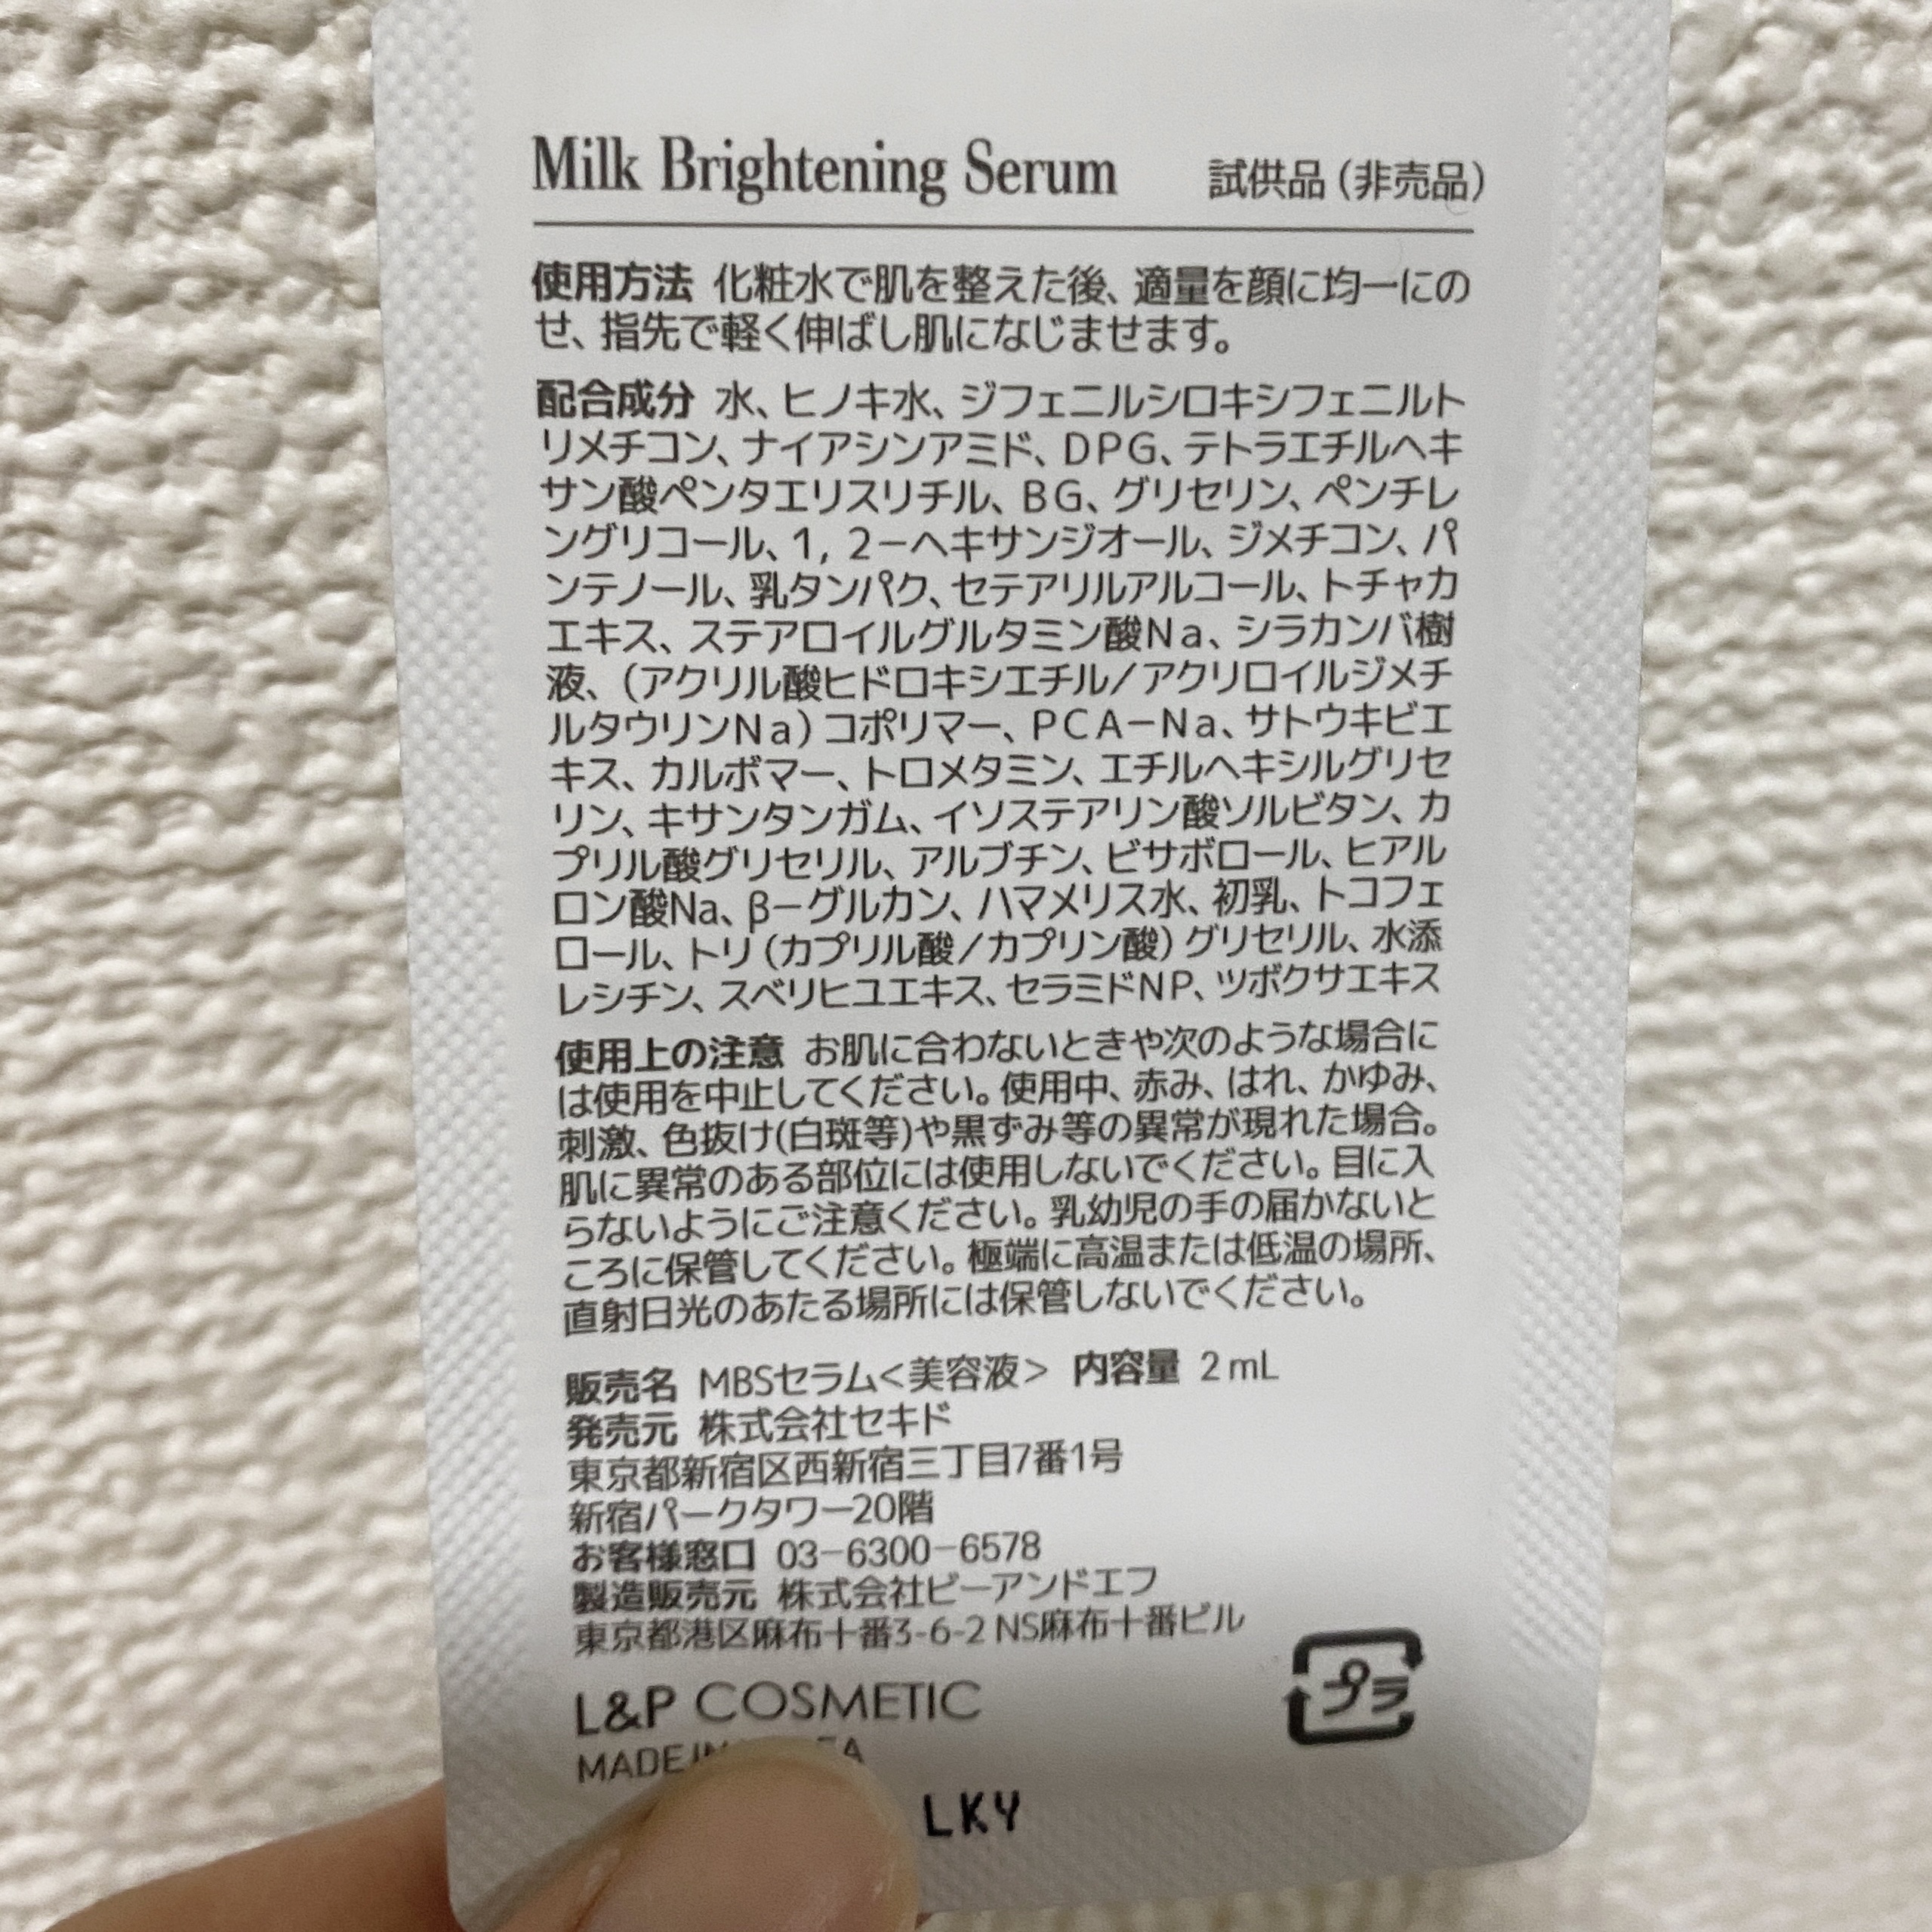 Milk Brightening Serum 試供品（非売品）
使用方法 化粧水で肌を整えた後、適量を顔に均一にの
せ、指先で軽く伸ばし肌になじませます。
配合成分 水、ヒノキ水、ジフェニルシロキシフェニルト
リメチコン、ナイアシンアミド、DPG、テトラエチルヘキ
サン酸ペンタエリスリチル、BG、グリセリン、ペンチレ
ングリコール、1，2－ヘキサンジオール、ジメチコン、パ
ンテノール、乳タンパク、セテアリルアルコール、トチャカ
エキス、ステアロイルグルタミン酸Na、シラカンバ樹
液、（アクリル酸ヒドロキシエチル/アクリロイルジメチ
ルタウリンNa）コポリマー、PCA－Na、サトウキビエ
キス、カルボマー、トロメタミン、エチルヘキシルグリセ
リン、キサンタンガム、イソステアリン酸ソルビタン、カ
プリル酸グリセリル、アルブチン、ビサボロール、ヒアル
ロン酸Na、β－グルカン、ハマメリス水、初乳、トコフェ
ロール、トリ（カプリル酸/カプリン酸）グリセリル、水添
レシチン、スベリヒユエキス、セラミドNP、ツボクサエキス
使用上の注意 お肌に合わないときや次のような場合に
は使用を中止してください。使用中、赤み、はれ、かゆみ、
刺激、色抜け(白斑等)や黒ずみ等の異常が現れた場合。
肌に異常のある部位には使用しないでください。目に入
らないようにご注意ください。乳幼児の手の届かないと
ころに保管してください。極端に高温または低温の場所、
直射日光のあたる場所には保管しないでください。
販売名 MBSセラム＜美容液＞ 内容量 2mL
発売元 株式会社セキド
東京都新宿区西新宿三丁目7番1号
新宿パークタワー20階
お客様窓口 03－6300－6578
製造販売元 株式会社ビーアンドエフ
東京都港区麻布十番3-6-2 NS麻布十番ビル
プラ
L&P COSMETIC
MADE IN
LKY